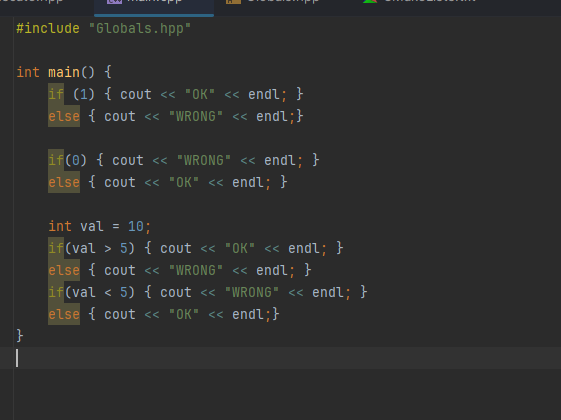 #include "Globals.hpp"
int main() {
    if (1) { cout << "OK" << endl; }
    else { cout << "WRONG" << endl;}
    if(0) { cout << "WRONG" << endl; }
    else { cout << "OK" << endl; }
    int val = 10;
    if(val > 5) { cout << "OK" << endl; }
    else { cout << "WRONG" << endl; }
    if(val < 5) { cout << "WRONG" << endl; }
    else { cout << "OK" << endl;}
}